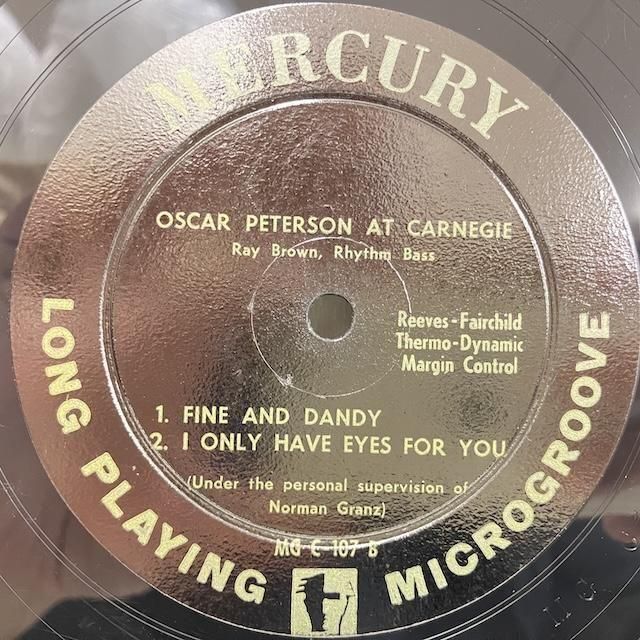 MERCURY
OSCAR PETERSON AT CARNEGIE
Ray Brown, Rhythm Bass
Reeves-Fairchild
Thermo-Dynamic
Margin Control
1. FINE AND DANDY
2. I ONLY HAVE EYES FOR YOU
(Under the personal supervision of
Norman Granz)
MG C-107 B
LONG PLAYING MICROGROOVE